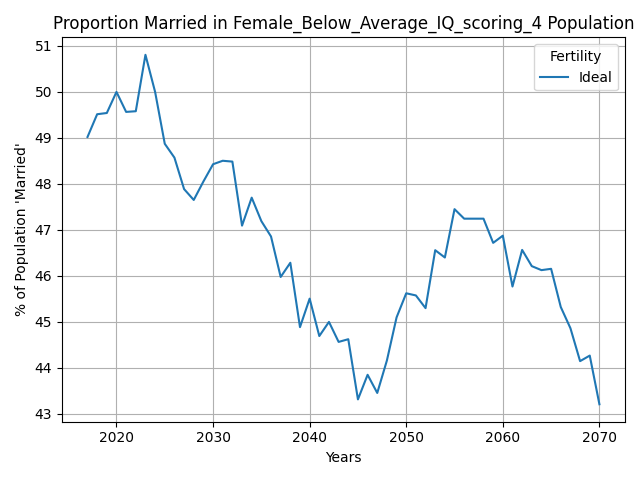 Proportion Married in Female_Below_Average_IQ_scoring_4 Population
Fertility
Ideal
% of Population 'Married'
51
50
49
48
47
46
45
44
43
2020 2030 2040 2050 2060 2070
Years